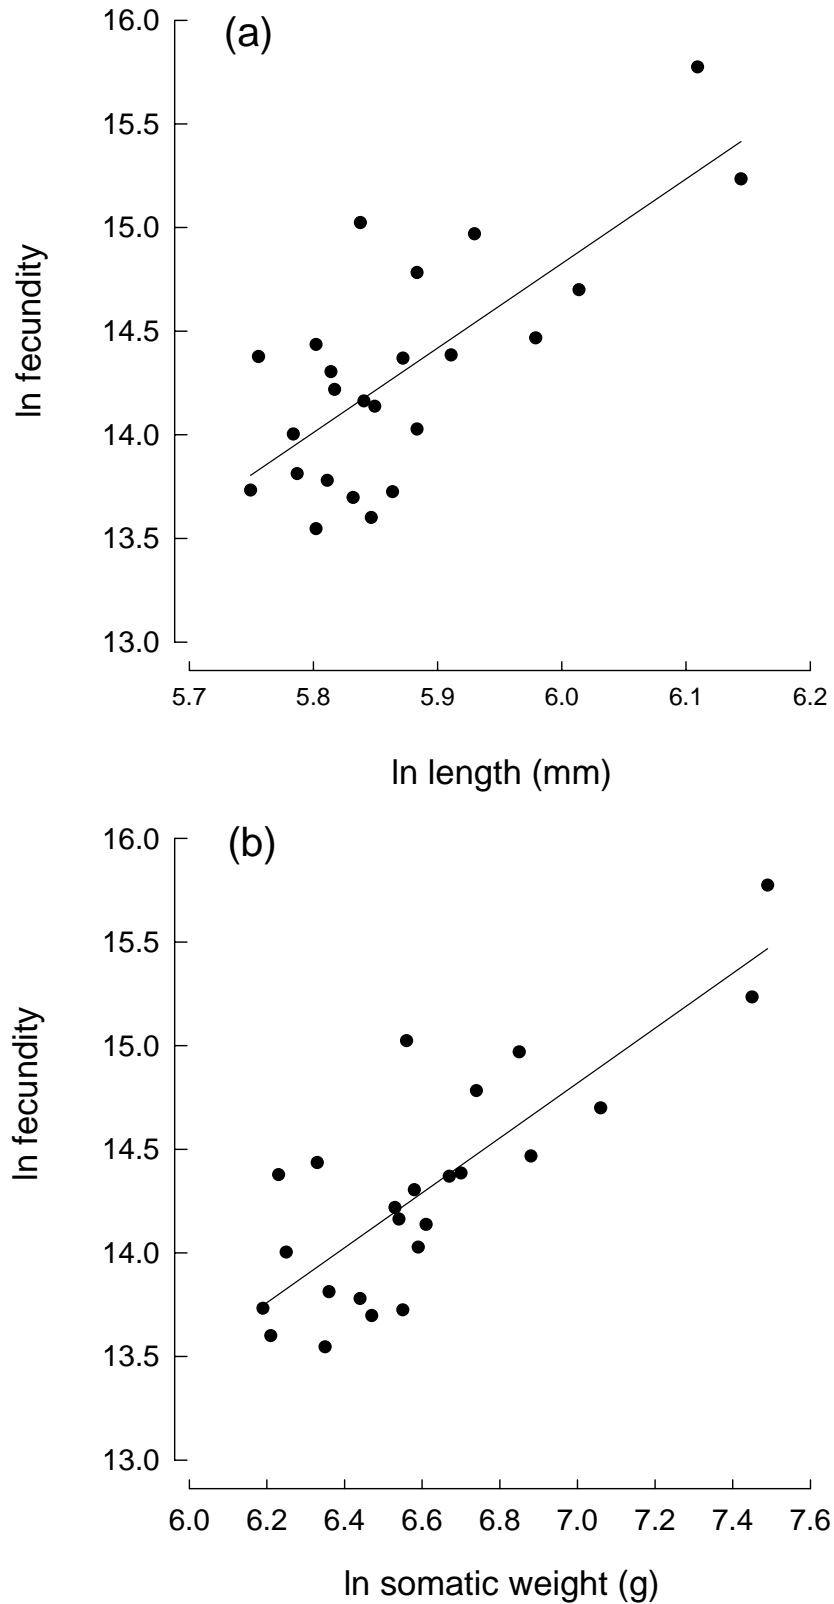 (a)
16.0
15.5
15.0
14.5
14.0
13.5
13.0
ln fecundity
5.7 5.8 5.9 6.0 6.1 6.2
ln length (mm)
(b)
16.0
15.5
15.0
14.5
14.0
13.5
13.0
ln fecundity
6.0 6.2 6.4 6.6 6.8 7.0 7.2 7.4 7.6
ln somatic weight (g)